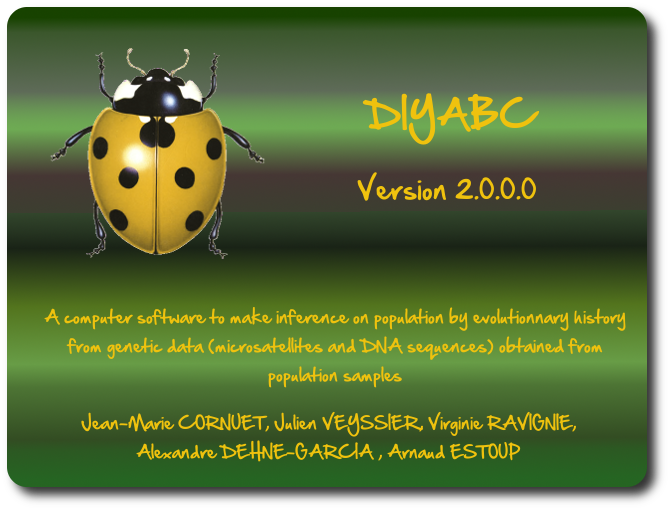 DIYABC
Version 2.0.0.0
A computer software to make inference on population by evolutionnary history
from genetic data (microsatellites and DNA sequences) obtained from
population samples
Jean-Marie CORNUET, Julien VEYSSIER, Virginie RAVIGNIE,
Alexandre DEHNE-GARCIA , Arnaud ESTOUP